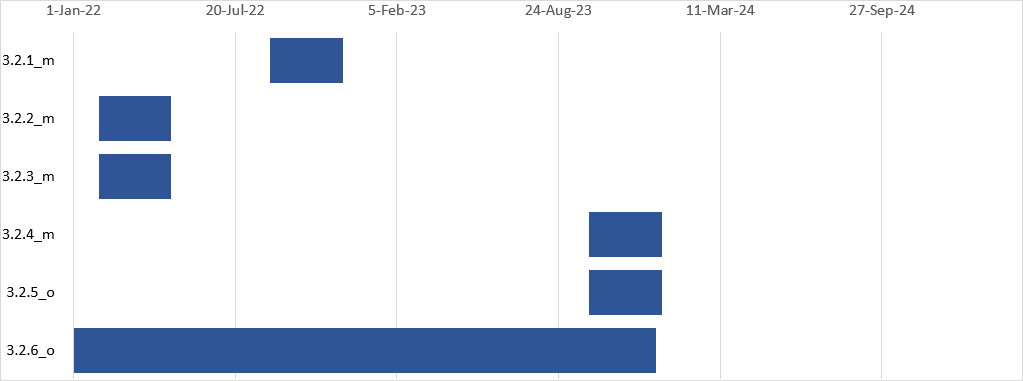 1-Jan-22 20-Jul-22 5-Feb-23 24-Aug-23 11-Mar-24 27-Sep-24
3.2.1_m
3.2.2_m
3.2.3_m
3.2.4_m
3.2.5_o
3.2.6_o